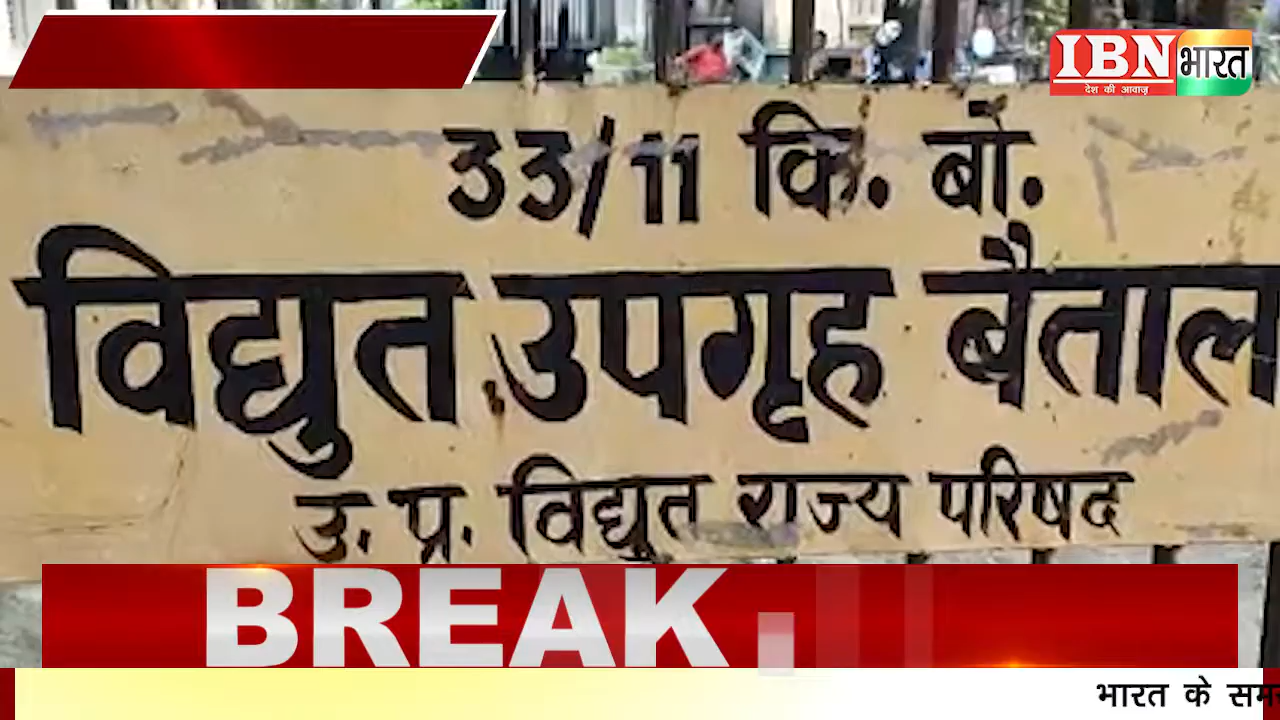 IBN भारत
देश की आवाज़
33/11 कि. बो.
विद्युत उपगृह बैताल
उ. प्र. विद्युत राज्य परिषद
BREAK
भारत के